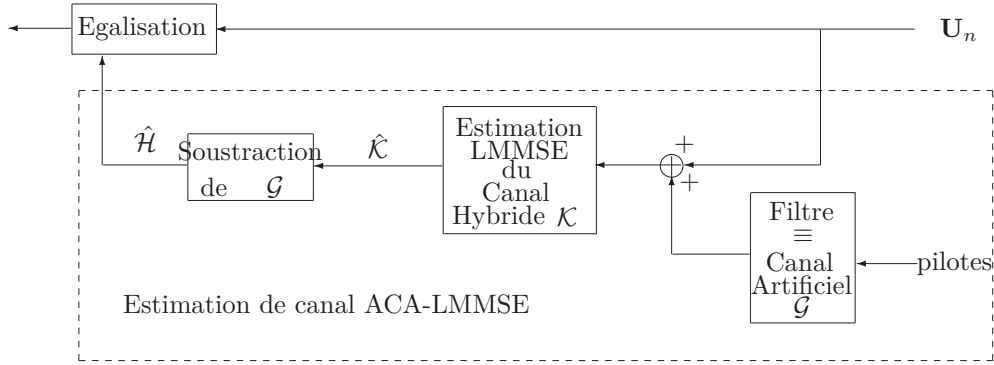 Egalisation
U_n
Ĥ
Soustraction
de G
K̂
Estimation
LMMSE
du
Canal
Hybride K
+
+
Filtre
≡
Canal
Artificiel
G
pilotes
Estimation de canal ACA-LMMSE